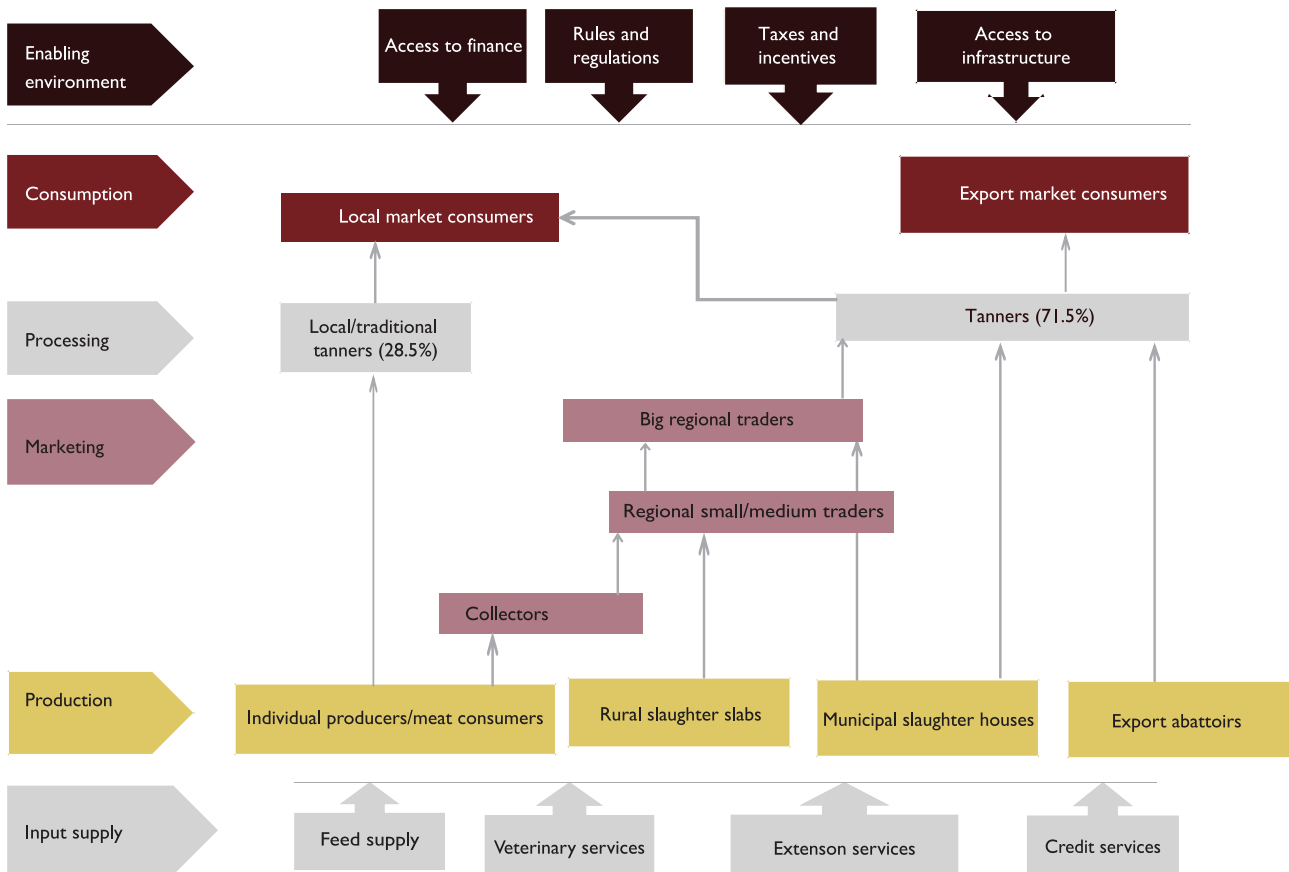 Enabling
environment
Access to finance
Rules and
regulations
Taxes and
incentives
Access to
infrastructure
Consumption
Local market consumers
Export market consumers
Processing
Local/traditional
tanners (28.5%)
Tanners (71.5%)
Marketing
Big regional traders
Regional small/medium traders
Collectors
Production
Individual producers/meat consumers
Rural slaughter slabs
Municipal slaughter houses
Export abattoirs
Input supply
Feed supply
Veterinary services
Extenson services
Credit services